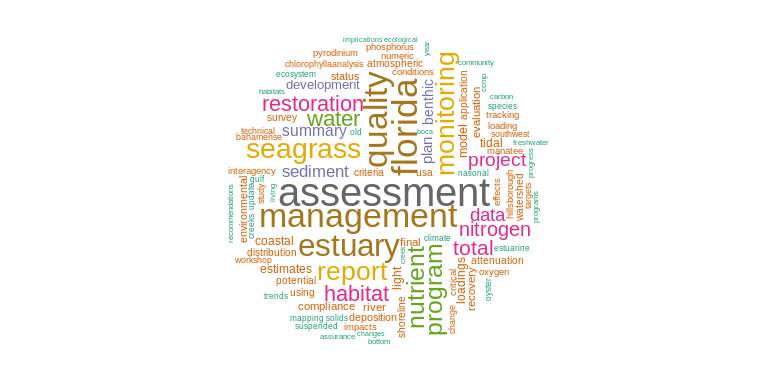 implications ecological
phosphorus
year
pyrodinium
numeric
community
chlorophyllaanalysis
atmospheric
ecosystem
status
conditions
ccmp
development
habitats
quality
florida
monitoring
benthic
application
evaluation
carbon
species
restoration
water
tracking
survey
loading
technical
old
summary
boca
southwest
bahamense
seagrass
plan
model
tidal
freshwater
manatee
project
progress
interagency
sediment
criteria
usa
national
gulf
assessment
effects
hillsborough
watershed
targets
programs
environmental
creeks
update
study
living
recommendations
management
data
nitrogen
coastal
estuary
final
climate
total
estuarine
distribution
creek
workshop
attenuation
estimates
report
light
nutrient
program
critical
loadings
recovery
oxygen
potential
oyster
trends
using
habitat
compliance
river
shoreline
change
mapping solids
deposition
suspended
impacts
changes
assurance
bottom